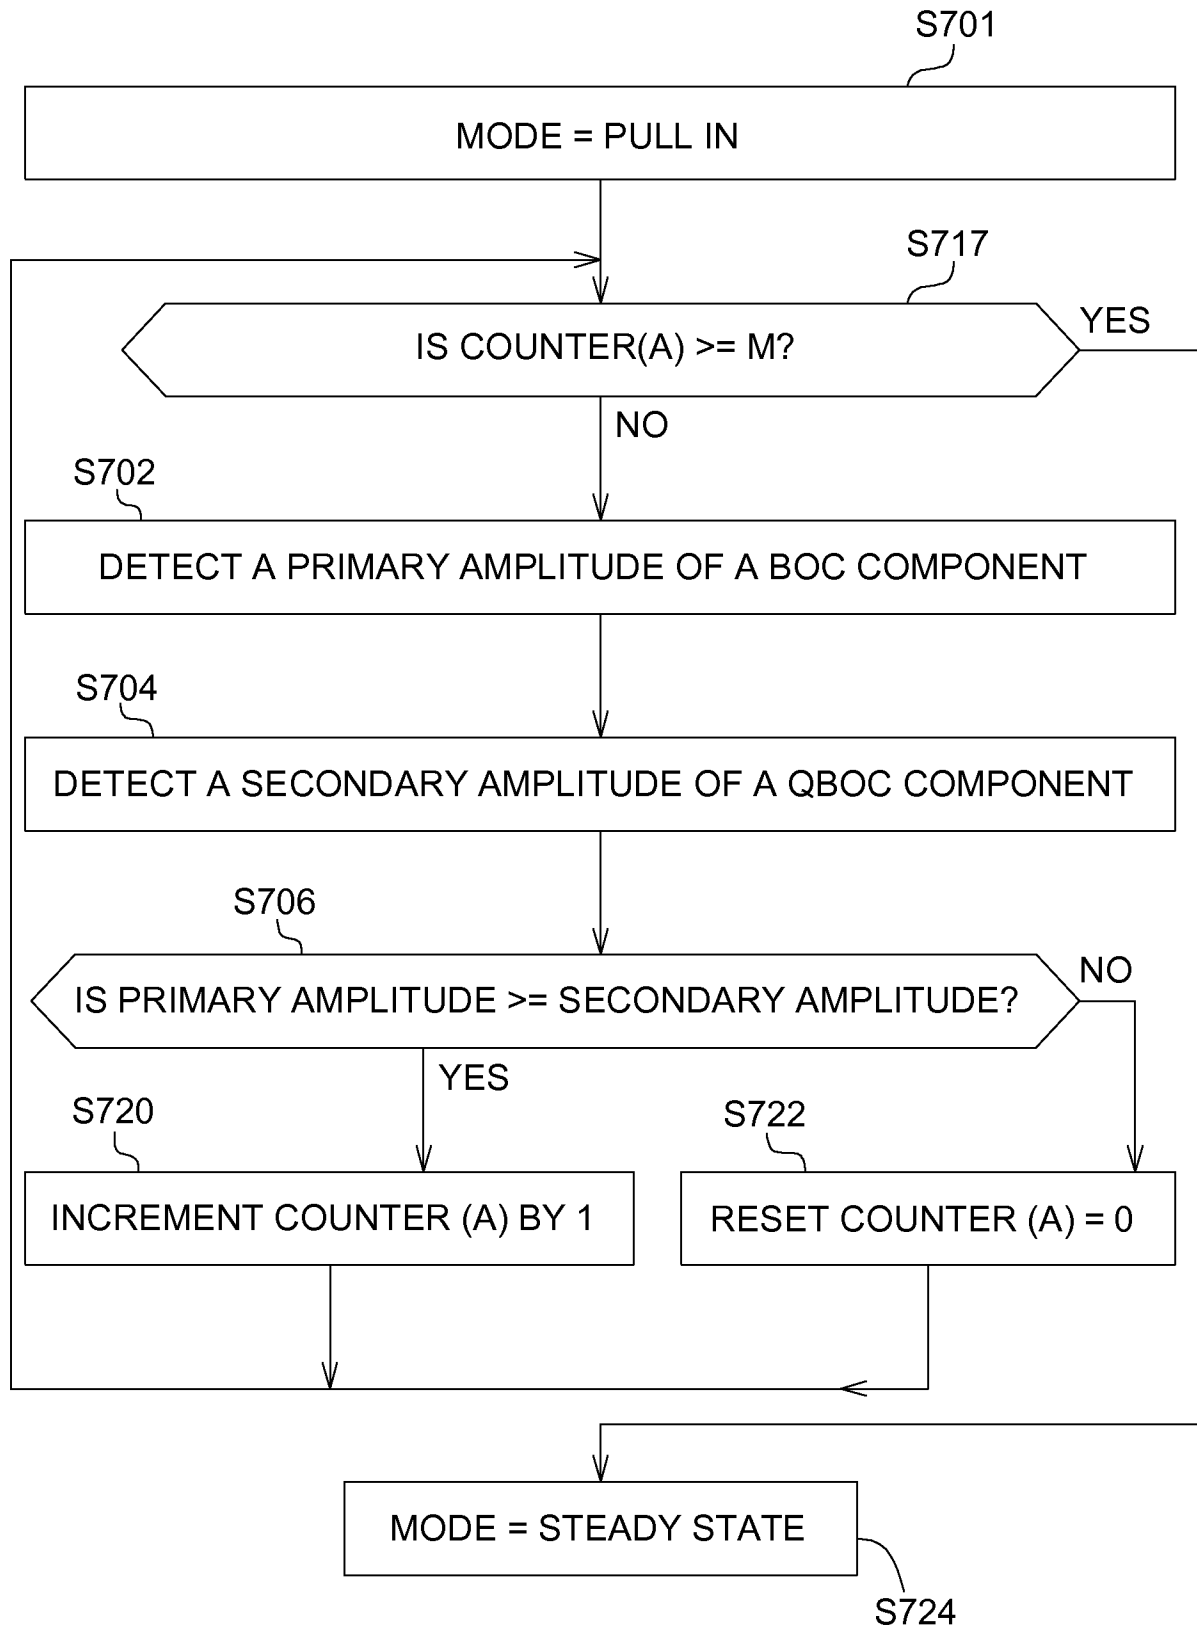 S701
MODE = PULL IN
S717
IS COUNTER(A) >= M?
YES
NO
S702
DETECT A PRIMARY AMPLITUDE OF A BOC COMPONENT
S704
DETECT A SECONDARY AMPLITUDE OF A QBOC COMPONENT
S706
IS PRIMARY AMPLITUDE >= SECONDARY AMPLITUDE?
NO
YES
S720
S722
INCREMENT COUNTER (A) BY 1
RESET COUNTER (A) = 0
MODE = STEADY STATE
S724